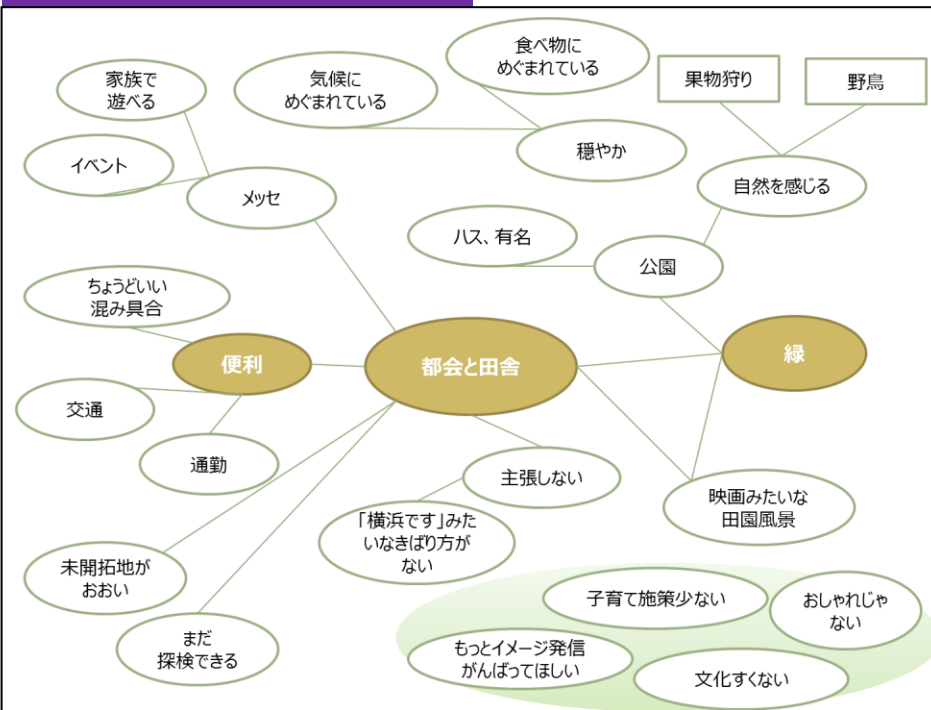 食べ物に
めぐまれている
家族で
遊べる
気候に
めぐまれている
果物狩り
野鳥
穏やか
イベント
メッセ
自然を感じる
ハス、有名
公園
ちょうどいい
混み具合
便利
都会と田舎
緑
交通
通勤
主張しない
映画みたいな
田園風景
「横浜です」みた
いなきばり方が
ない
未開拓地が
おおい
まだ
探検できる
子育て施策少ない
おしゃれじゃ
ない
もっとイメージ発信
がんばってほしい
文化すくない